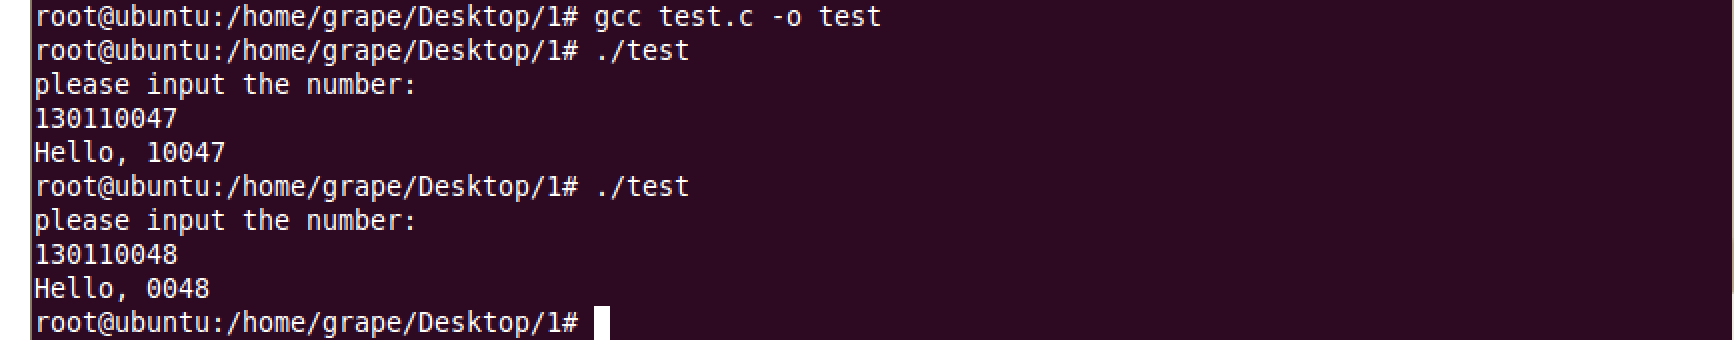 root@ubuntu:/home/grape/Desktop/1# gcc test.c -o test
root@ubuntu:/home/grape/Desktop/1# ./test
please input the number:
130110047
Hello, 10047
root@ubuntu:/home/grape/Desktop/1# ./test
please input the number:
130110048
Hello, 0048
root@ubuntu:/home/grape/Desktop/1#